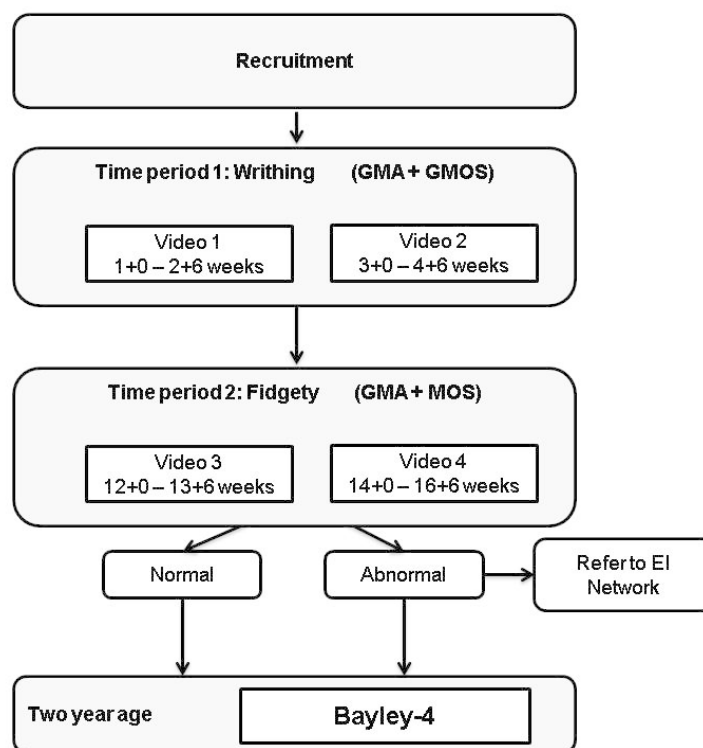 Recruitment
Time period 1: Writhing (GMA + GMOS)
Video 1
1+0 – 2+6 weeks
Video 2
3+0 – 4+6 weeks
Time period 2: Fidgety (GMA + MOS)
Video 3
12+0 – 13+6 weeks
Video 4
14+0 – 16+6 weeks
Normal
Abnormal
Refer to EI
Network
Two year age
Bayley-4